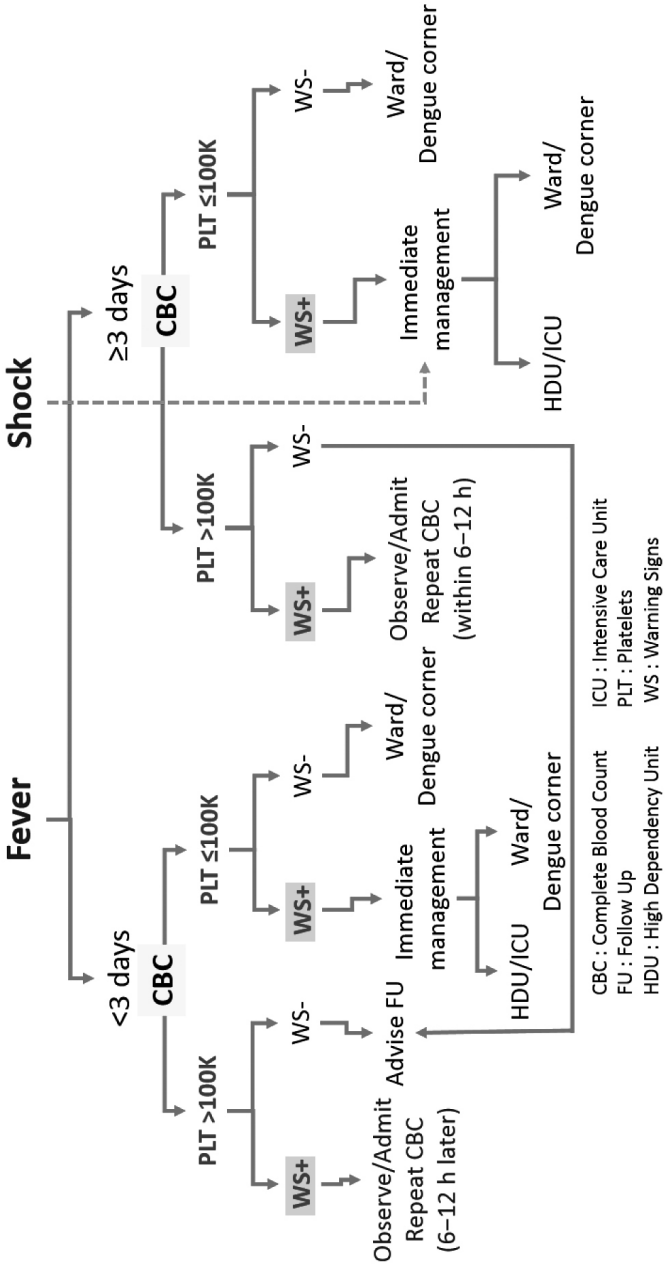 Fever
Shock
<3 days
CBC
≥3 days
CBC
PLT >100K
PLT ≤100K
PLT >100K
PLT ≤100K
WS+
WS-
WS+
WS-
WS+
WS-
WS+
WS-
Observe/Admit
Repeat CBC
(6–12 h later)
Advise FU
Immediate
management
Ward/
Dengue corner
Observe/Admit
Repeat CBC
(within 6–12 h)
Immediate
management
Ward/
Dengue corner
HDU/ICU
Ward/
Dengue corner
HDU/ICU
Ward/
Dengue corner
CBC : Complete Blood Count
FU : Follow Up
HDU : High Dependency Unit
ICU : Intensive Care Unit
PLT : Platelets
WS : Warning Signs